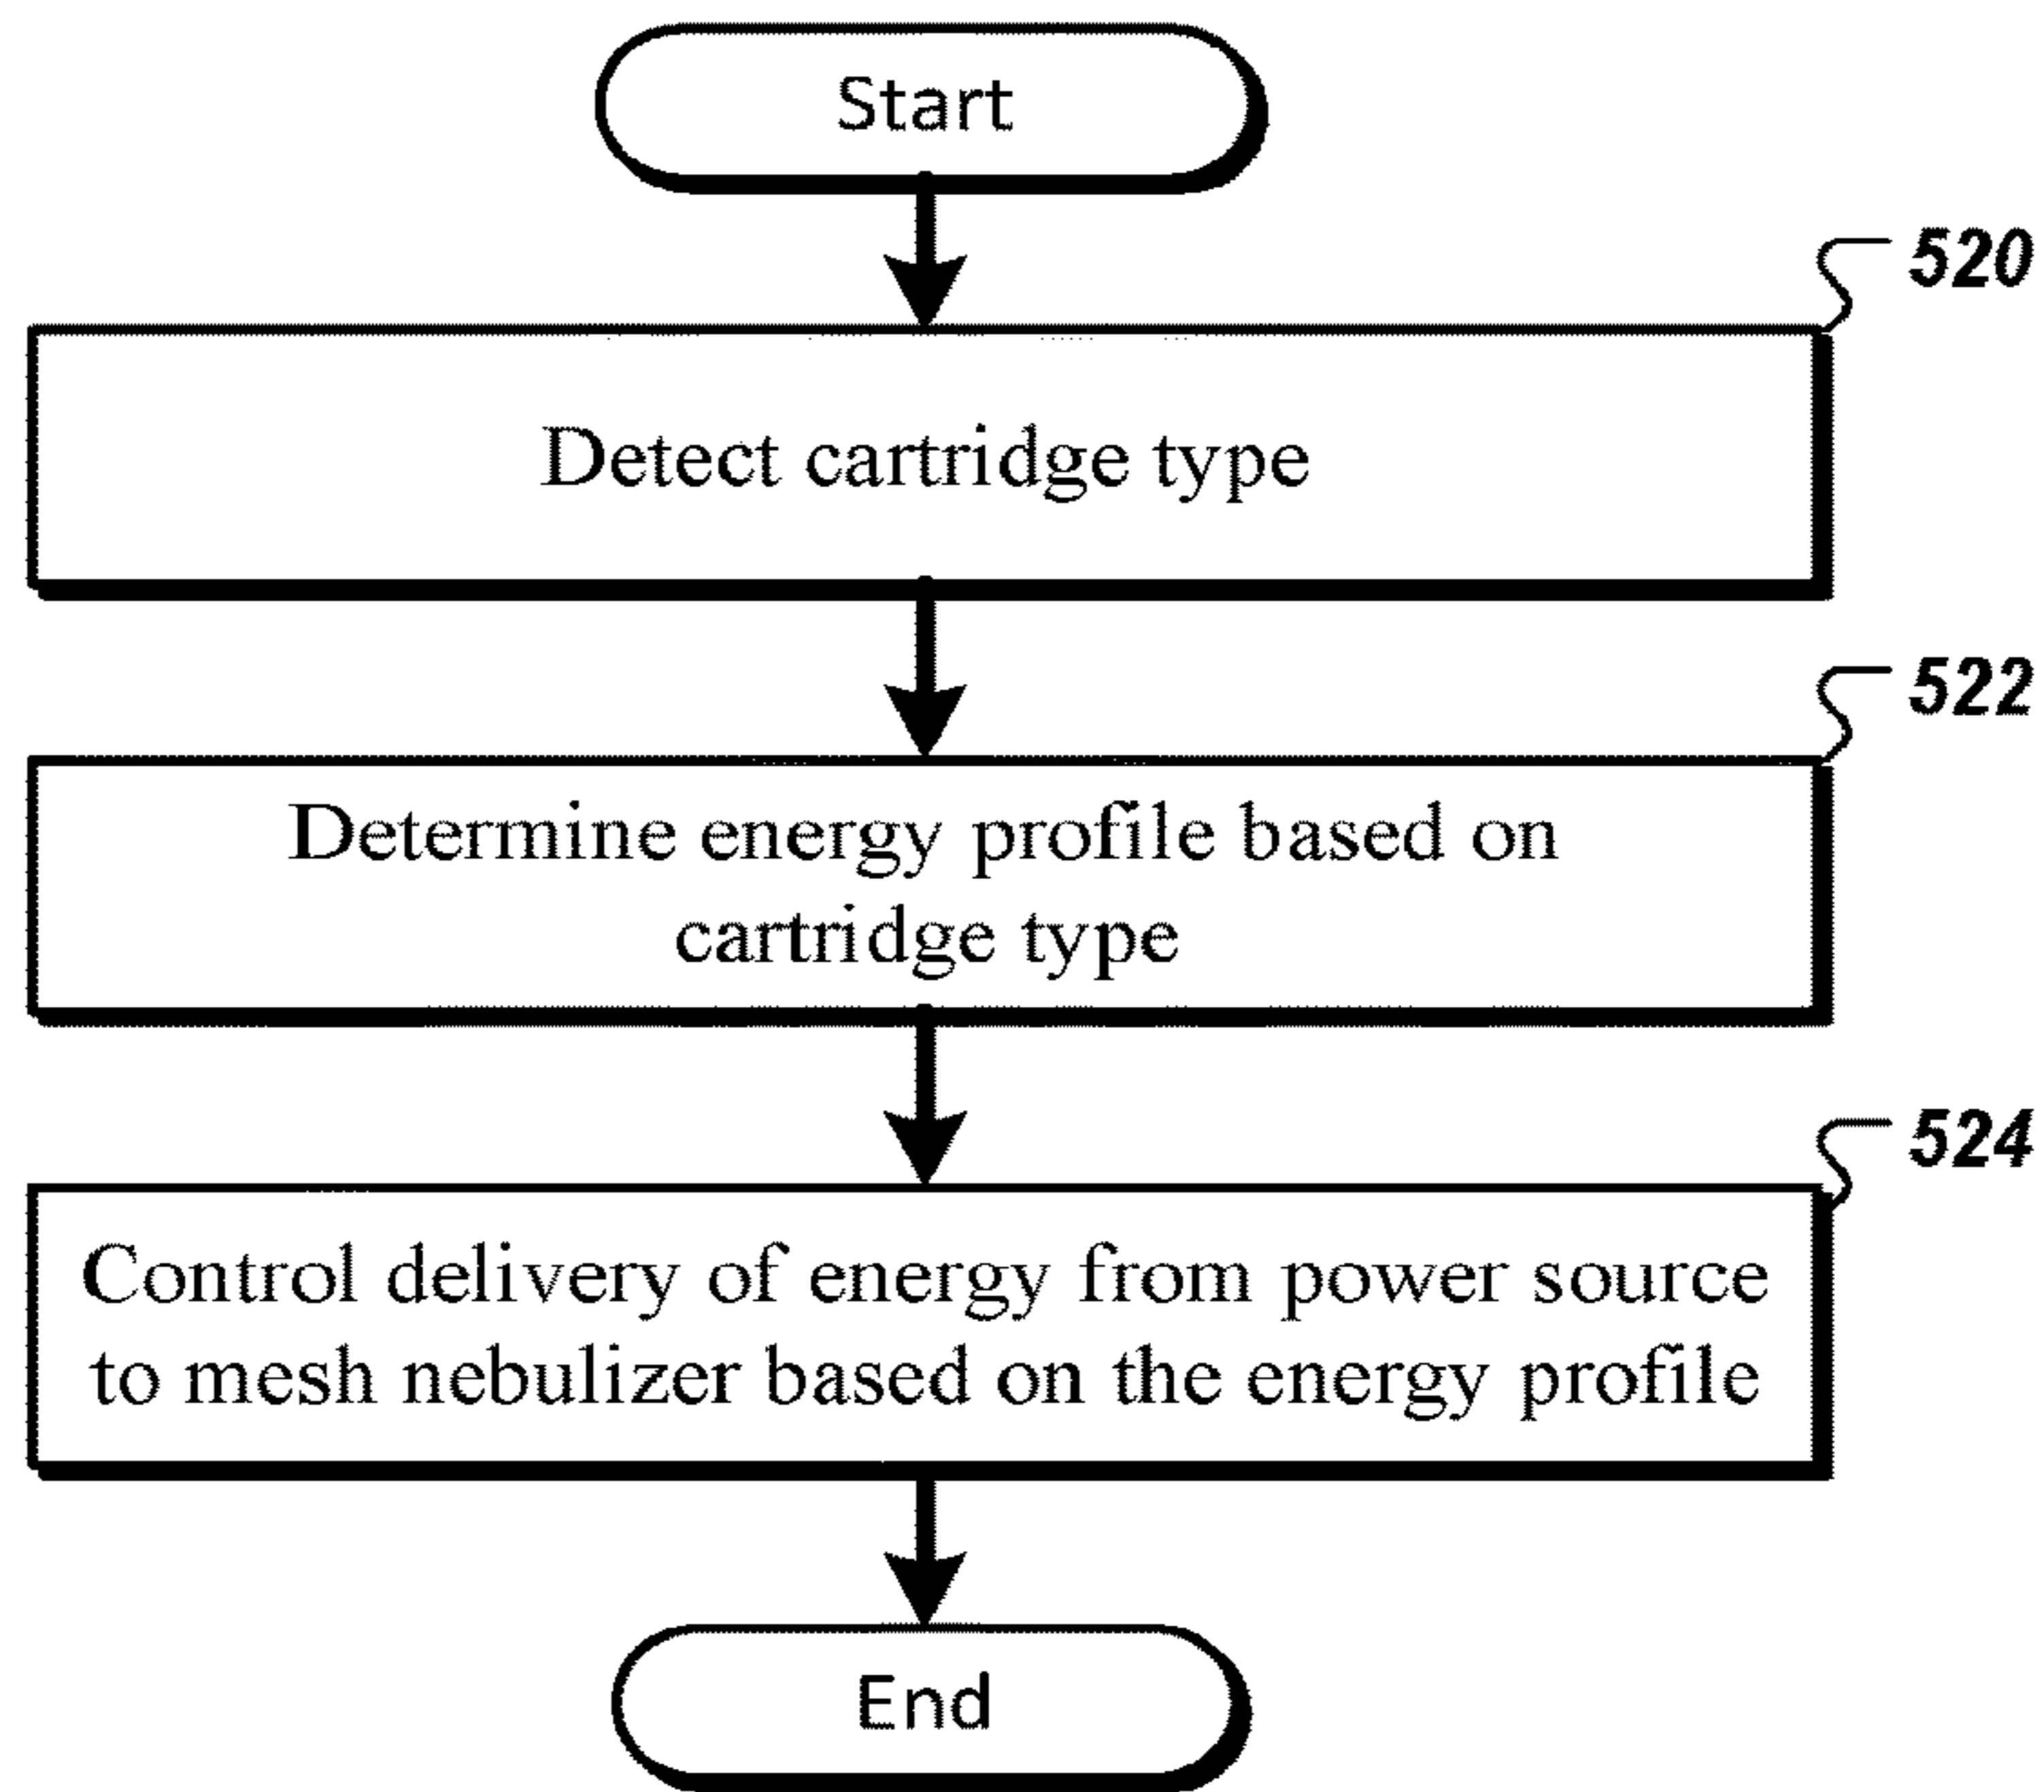 Start
520
Detect cartridge type
522
Determine energy profile based on
cartridge type
524
Control delivery of energy from power source
to mesh nebulizer based on the energy profile
End